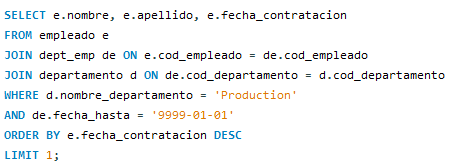 SELECT e.nombre, e.apellido, e.fecha_contratacion
FROM empleado e
JOIN dept_emp de ON e.cod_empleado = de.cod_empleado
JOIN departamento d ON de.cod_departamento = d.cod_departamento
WHERE d.nombre_departamento = 'Production'
AND de.fecha_hasta = '9999-01-01'
ORDER BY e.fecha_contratacion DESC
LIMIT 1;